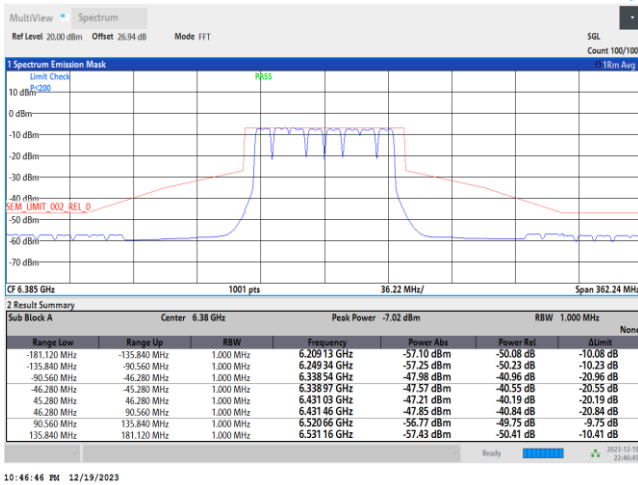 MultiView Spectrum
Ref Level 20.00 dBm Offset 26.94 dB Mode FFT SGL
Count 100/100
1 Spectrum Emission Mask 1Rm Avg
Limit Check PASS
P<200
10 dBm
0 dBm
-10 dBm
-20 dBm
-30 dBm
-40 dBm
SEM_LIMIT_002_REL_0
-50 dBm
-60 dBm
-70 dBm
CF 6.385 GHz 1001 pts 36.22 MHz/ Span 362.24 MHz
2 Result Summary
Sub Block A Center 6.38 GHz Peak Power -7.02 dBm RBW 1.000 MHz
None
Range Low Range Up RBW Frequency Power Abs Power Rel ΔLimit
-181.120 MHz -135.840 MHz 1.000 MHz 6.209 13 GHz -57.10 dBm -50.08 dB -10.08 dB
-135.840 MHz -90.560 MHz 1.000 MHz 6.249 34 GHz -57.25 dBm -50.23 dB -10.23 dB
-90.560 MHz -46.280 MHz 1.000 MHz 6.338 54 GHz -47.98 dBm -40.96 dB -20.96 dB
-46.280 MHz -45.280 MHz 1.000 MHz 6.338 97 GHz -47.57 dBm -40.55 dB -20.55 dB
45.280 MHz 46.280 MHz 1.000 MHz 6.431 03 GHz -47.21 dBm -40.19 dB -20.19 dB
46.280 MHz 90.560 MHz 1.000 MHz 6.431 46 GHz -47.85 dBm -40.84 dB -20.84 dB
90.560 MHz 135.840 MHz 1.000 MHz 6.520 66 GHz -56.77 dBm -49.75 dB -9.75 dB
135.840 MHz 181.120 MHz 1.000 MHz 6.531 16 GHz -57.43 dBm -50.41 dB -10.41 dB
Ready 2023-12-19
22:46:45
10:46:46 PM 12/19/2023